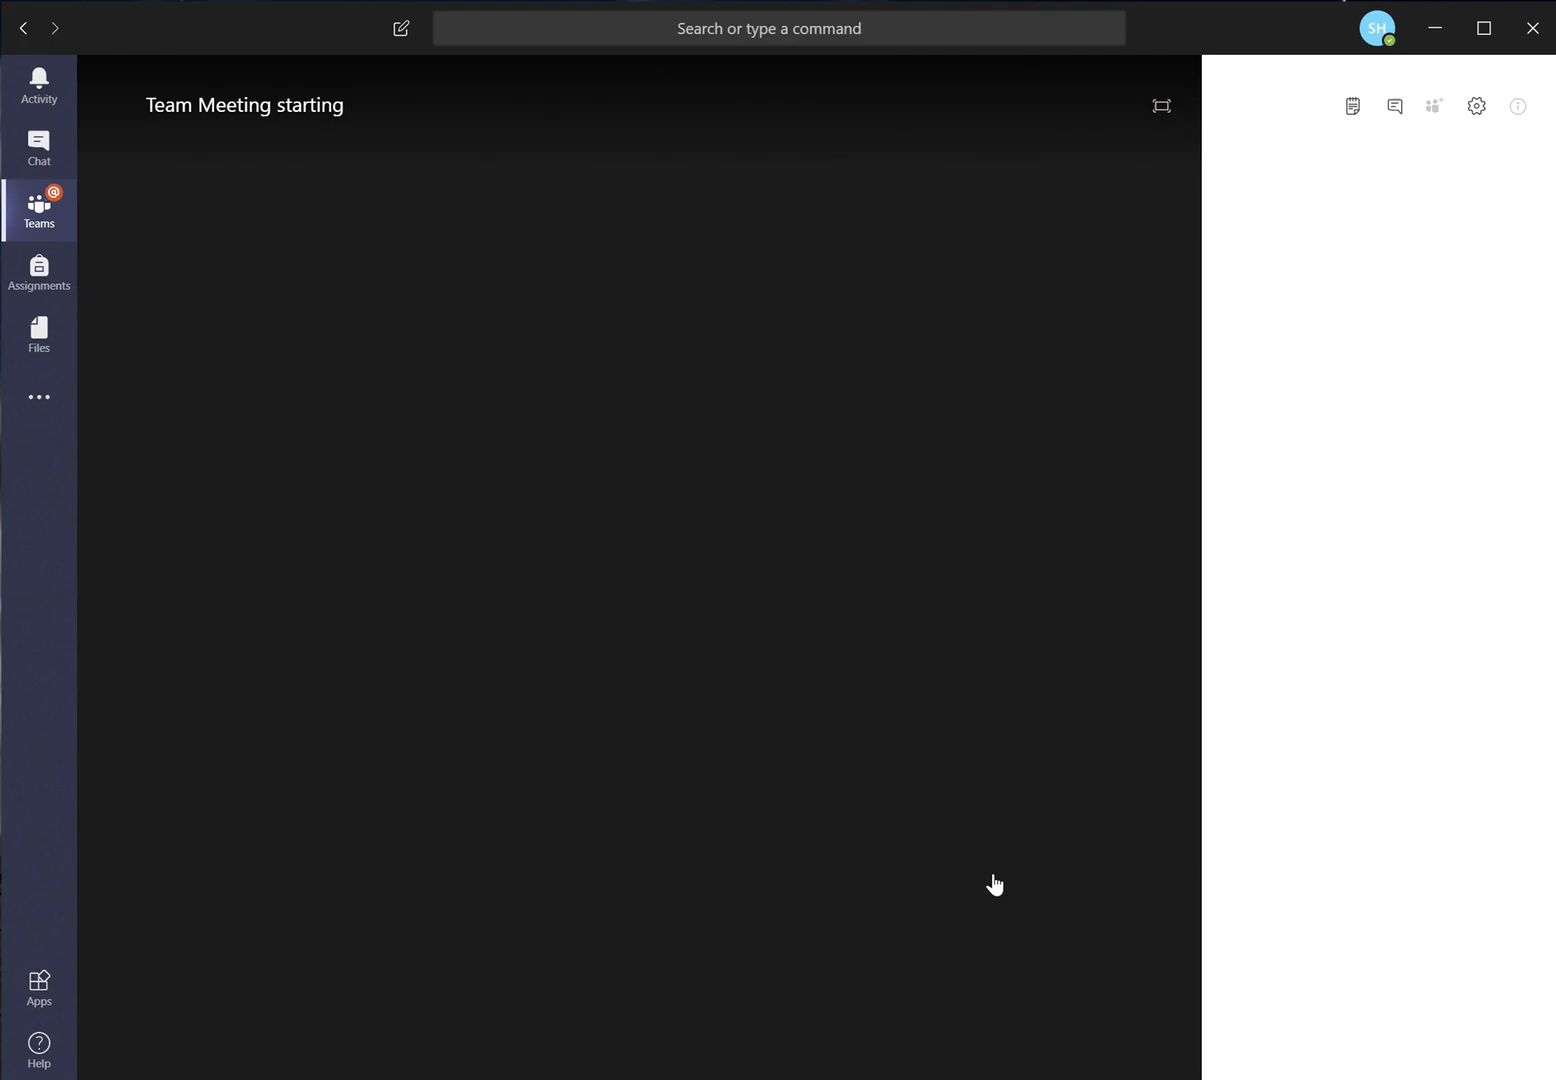 Search or type a command
SH
Activity
Chat
@
Teams
Assignments
Files
Apps
?
Help
Team Meeting starting